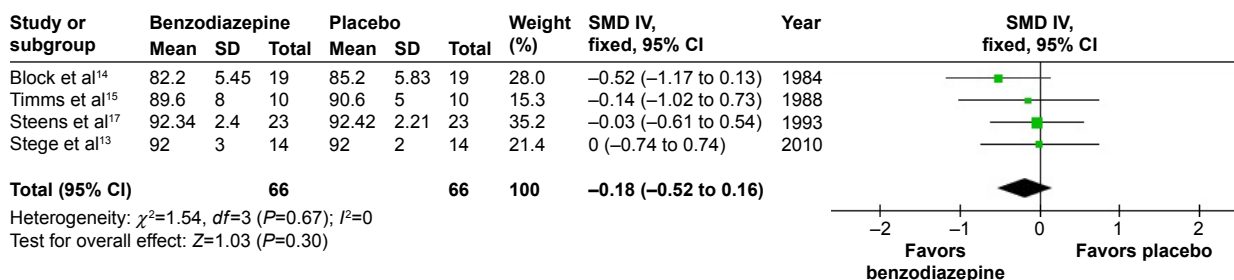 Study or subgroup Benzodiazepine Placebo Weight (%) SMD IV, fixed, 95% CI Year SMD IV, fixed, 95% CI
Mean SD Total Mean SD Total
Block et al¹⁴ 82.2 5.45 19 85.2 5.83 19 28.0 –0.52 (–1.17 to 0.13) 1984
Timms et al¹⁵ 89.6 8 10 90.6 5 10 15.3 –0.14 (–1.02 to 0.73) 1988
Steens et al¹⁷ 92.34 2.4 23 92.42 2.21 23 35.2 –0.03 (–0.61 to 0.54) 1993
Stege et al¹³ 92 3 14 92 2 14 21.4 0 (–0.74 to 0.74) 2010
Total (95% CI) 66 66 100 –0.18 (–0.52 to 0.16)
Heterogeneity: χ²=1.54, df=3 (P=0.67); I²=0
Test for overall effect: Z=1.03 (P=0.30)
–2 –1 0 1 2
Favors benzodiazepine Favors placebo